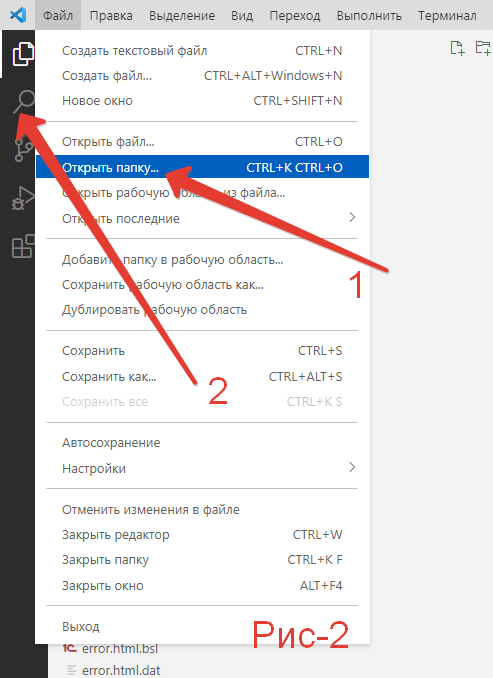 Файл Правка Выделение Вид Переход Выполнить Терминал
Создать текстовый файл CTRL+N
Создать файл... CTRL+ALT+Windows+N
Новое окно CTRL+SHIFT+N
Открыть файл... CTRL+O
Открыть папку... CTRL+K CTRL+O
Открыть рабочую область из файла...
Открыть последние
Добавить папку в рабочую область...
1
Сохранить рабочую область как...
Дублировать рабочую область
Сохранить CTRL+S
Сохранить как... CTRL+ALT+S
2
Сохранить все CTRL+K S
Автосохранение
Настройки
Отменить изменения в файле
Закрыть редактор CTRL+W
Закрыть папку CTRL+K F
Закрыть окно ALT+F4
Выход
Рис-2
error.html.bsl
error.html.dat